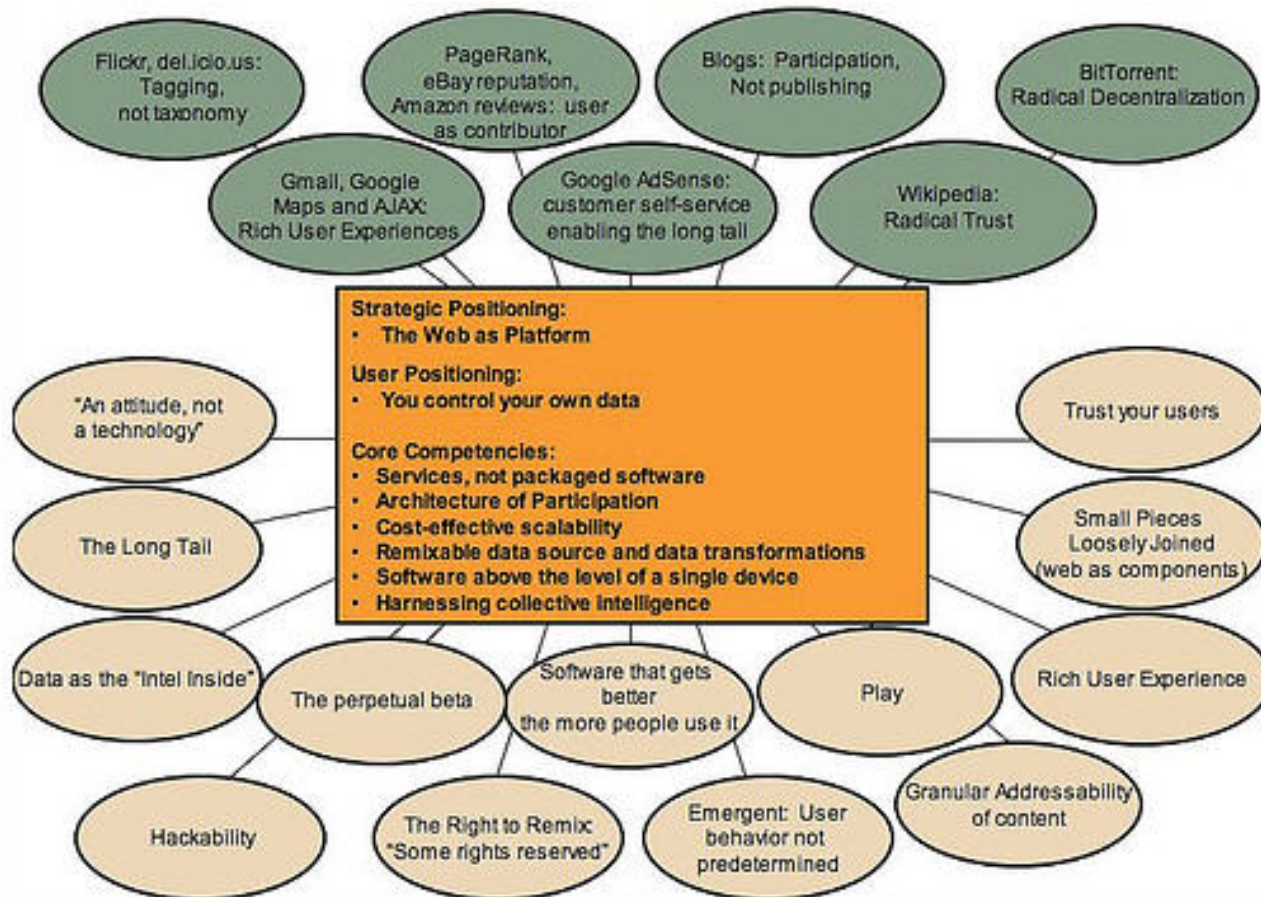 Flickr, del.icio.us:
Tagging,
not taxonomy
PageRank,
eBay reputation,
Amazon reviews: user
as contributor
Blogs: Participation,
Not publishing
BitTorrent:
Radical Decentralization
Gmail, Google
Maps and AJAX:
Rich User Experiences
Google AdSense:
customer self-service
enabling the long tail
Wikipedia:
Radical Trust
Strategic Positioning:
• The Web as Platform
User Positioning:
• You control your own data
Core Competencies:
• Services, not packaged software
• Architecture of Participation
• Cost-effective scalability
• Remixable data source and data transformations
• Software above the level of a single device
• Harnessing collective intelligence
"An attitude, not
a technology"
Trust your users
The Long Tail
Small Pieces
Loosely Joined
(web as components)
Data as the "Intel Inside"
The perpetual beta
Software that gets
better
the more people use it
Play
Rich User Experience
Hackability
The Right to Remix:
"Some rights reserved"
Emergent: User
behavior not
predetermined
Granular Addressability
of content